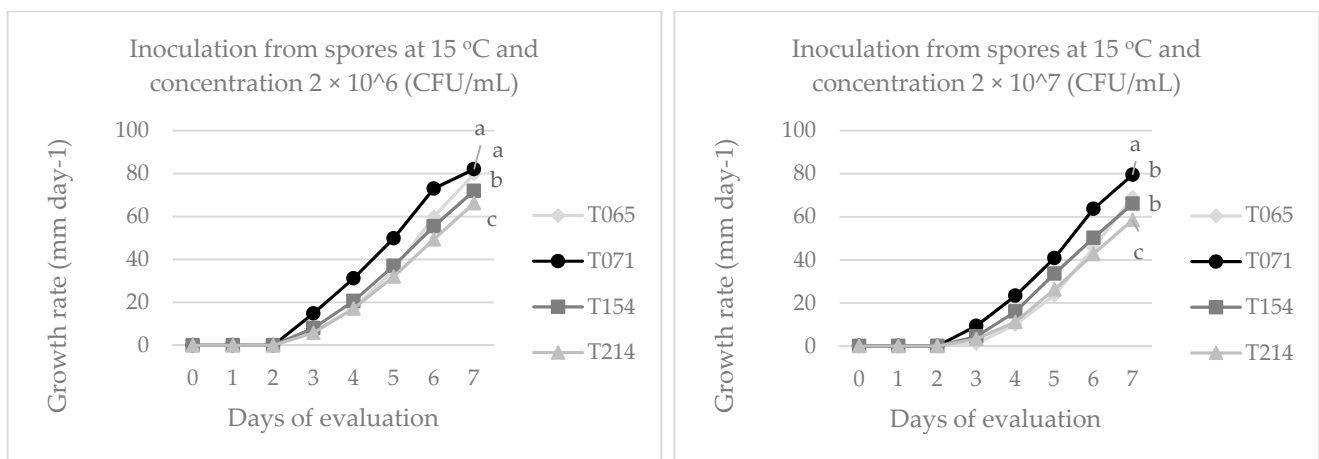 Inoculation from spores at 15 ºC and
concentration 2 × 10^6 (CFU/mL)
Growth rate (mm day-1)
100
80
60
40
20
0
a
a
b
c
0 1 2 3 4 5 6 7
Days of evaluation
T065
T071
T154
T214
Inoculation from spores at 15 ºC and
concentration 2 × 10^7 (CFU/mL)
Growth rate (mm day-1)
100
80
60
40
20
0
a
b
b
c
0 1 2 3 4 5 6 7
Days of evaluation
T065
T071
T154
T214